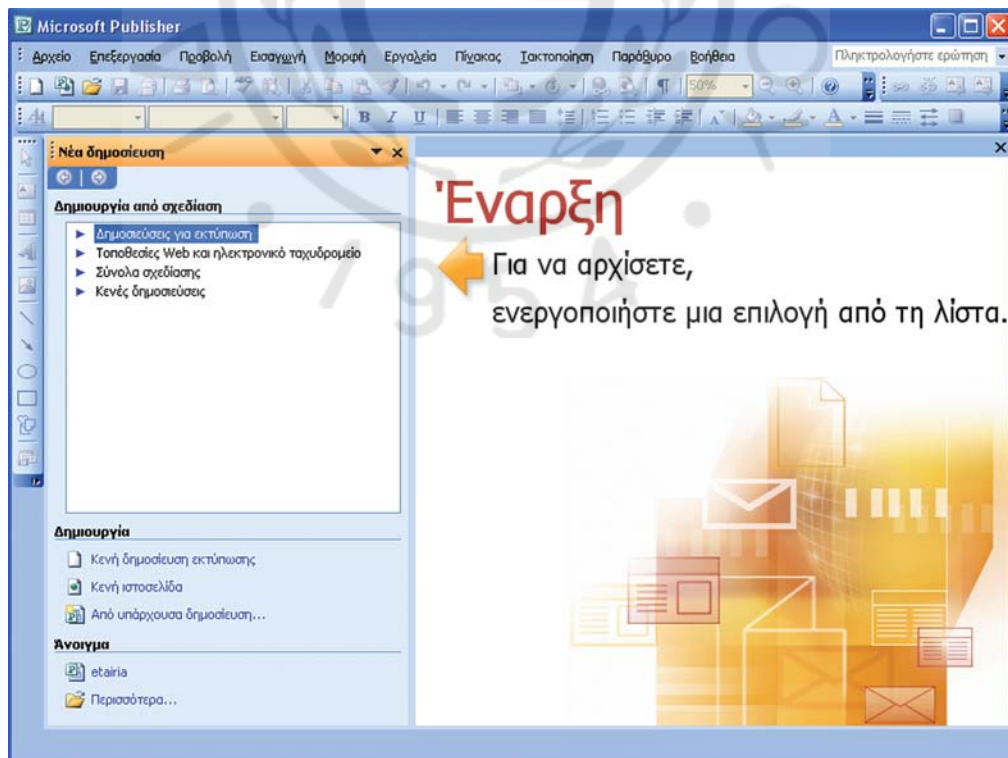 Microsoft Publisher
Αρχείο Επεξεργασία Προβολή Εισαγωγή Μορφή Εργαλεία Πίνακας Τακτοποίηση Παράθυρο Βοήθεια Πληκτρολογήστε ερώτηση
50%
B I U A
Νέα δημοσίευση
Δημιουργία από σχεδίαση
Δημοσιεύσεις για εκτύπωση
Τοποθεσίες Web και ηλεκτρονικό ταχυδρομείο
Σύνολα σχεδίασης
Κενές δημοσιεύσεις
Δημιουργία
Κενή δημοσίευση εκτύπωσης
Κενή ιστοσελίδα
Από υπάρχουσα δημοσίευση...
Άνοιγμα
etairia
Περισσότερα...
Έναρξη
Για να αρχίσετε,
ενεργοποιήστε μια επιλογή από τη λίστα.
1954